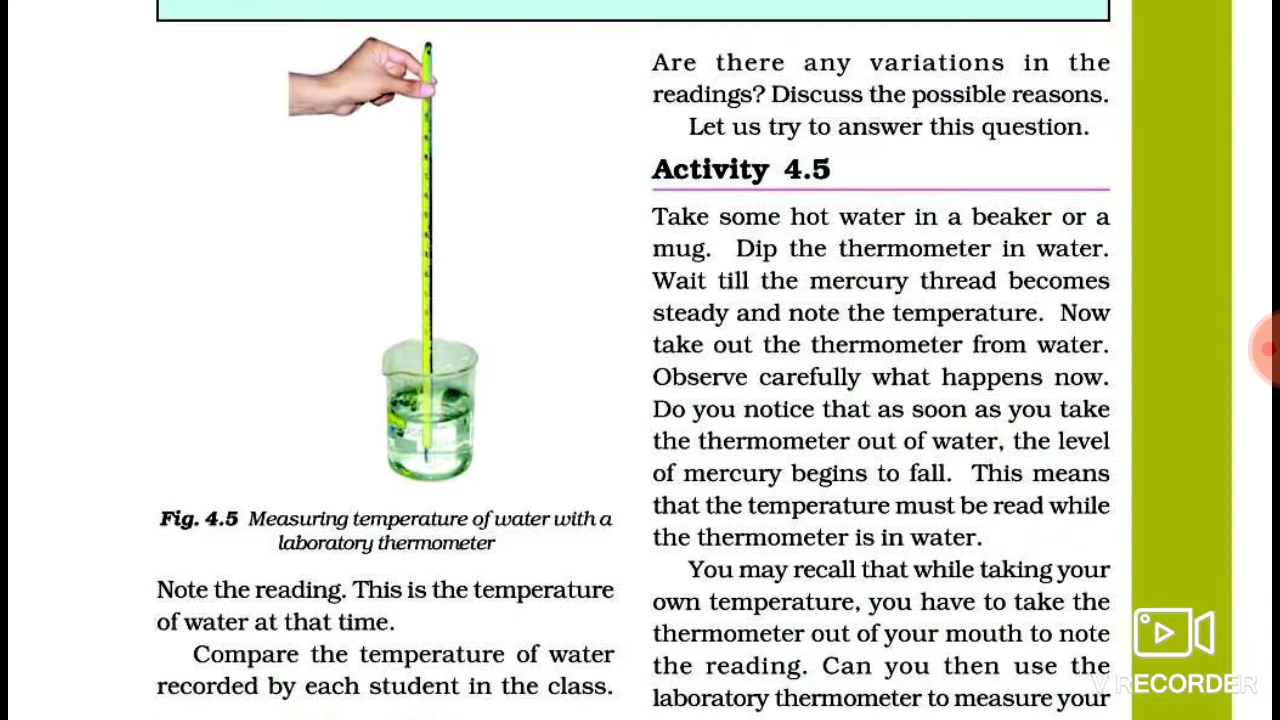 Fig. 4.5 Measuring temperature of water with a
laboratory thermometer
Note the reading. This is the temperature
of water at that time.
Compare the temperature of water
recorded by each student in the class.
Are there any variations in the
readings? Discuss the possible reasons.
Let us try to answer this question.
Activity 4.5
Take some hot water in a beaker or a
mug. Dip the thermometer in water.
Wait till the mercury thread becomes
steady and note the temperature. Now
take out the thermometer from water.
Observe carefully what happens now.
Do you notice that as soon as you take
the thermometer out of water, the level
of mercury begins to fall. This means
that the temperature must be read while
the thermometer is in water.
You may recall that while taking your
own temperature, you have to take the
thermometer out of your mouth to note
the reading. Can you then use the
laboratory thermometer to measure your
V RECORDER